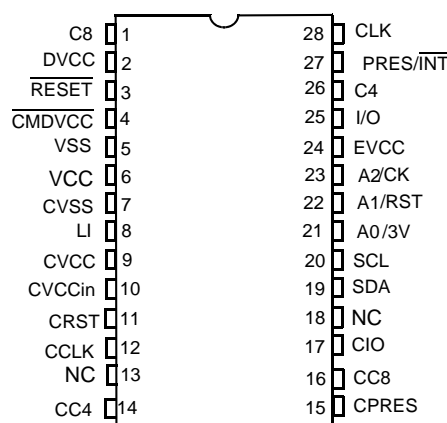 C8 1 28 CLK
DVCC 2 27 PRES/INT
RESET 3 26 C4
CMDVCC 4 25 I/O
VSS 5 24 EVCC
VCC 6 23 A2/CK
CVSS 7 22 A1/RST
LI 8 21 A0/3V
CVCC 9 20 SCL
CVCCin 10 19 SDA
CRST 11 18 NC
CCLK 12 17 CIO
NC 13 16 CC8
CC4 14 15 CPRES